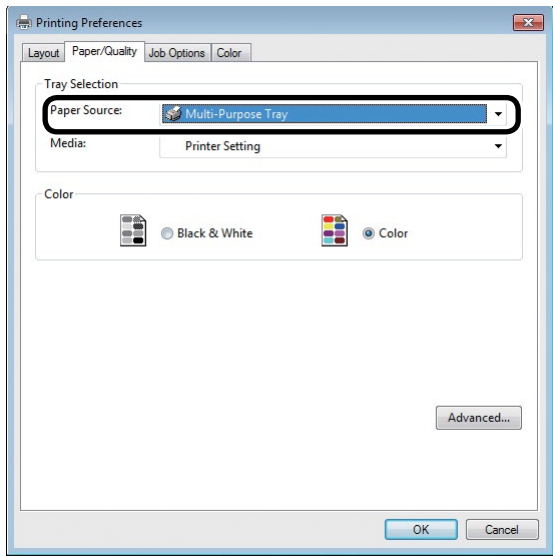 Printing Preferences
Layout Paper/Quality Job Options Color
Tray Selection
Paper Source: Multi-Purpose Tray
Media: Printer Setting
Color
Black & White Color
Advanced...
OK Cancel